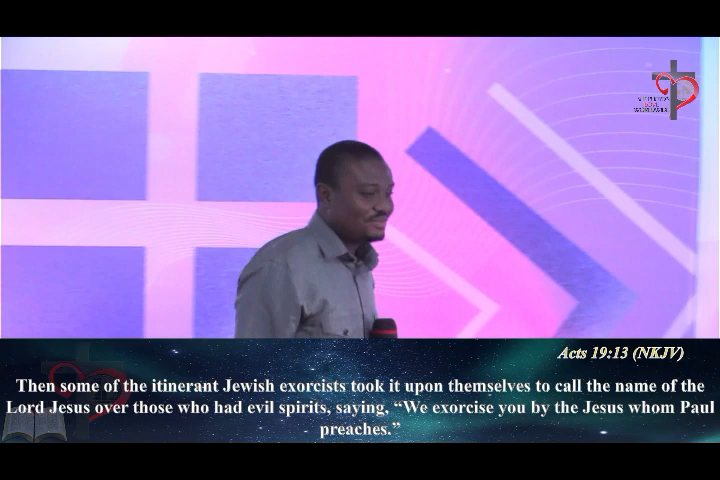 LOVE
Acts 19:13 (NKJV)
Then some of the itinerant Jewish exorcists took it upon themselves to call the name of the
Lord Jesus over those who had evil spirits, saying, “We exorcise you by the Jesus whom Paul
preaches.”